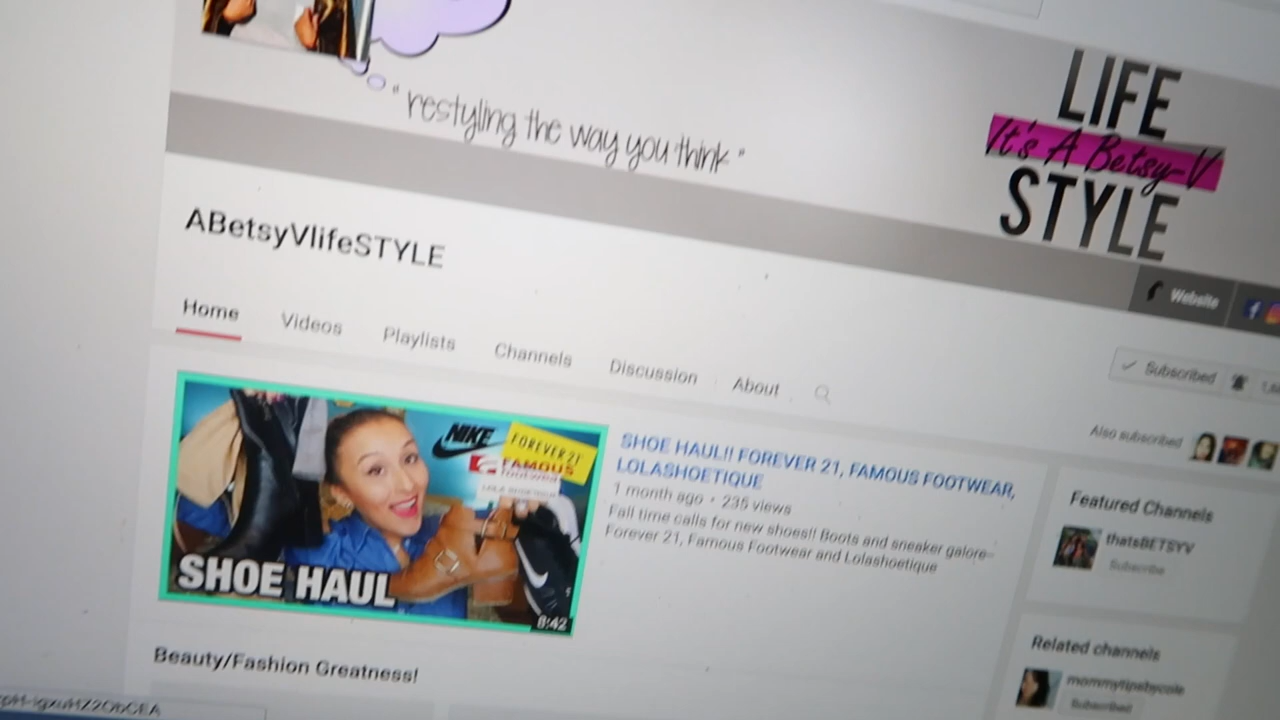 " restyling the way you think "
LIFE
It's A Betsy-V
STYLE
ABetsyVlifeSTYLE
Website
Home Videos Playlists Channels Discussion About
Subscribed
Also subscribed
NIKE
FOREVER 21
FAMOUS
footwear
SHOE HAUL
8:42
SHOE HAUL!! FOREVER 21, FAMOUS FOOTWEAR,
LOLASHOETIQUE
1 month ago • 235 views
Fall time calls for new shoes!! Boots and sneaker galore--
Forever 21, Famous Footwear and Lolashoetique
Featured Channels
thatsBETSYV
Subscribe
Related channels
mommytipsbycole
Subscribed
Beauty/Fashion Greatness!